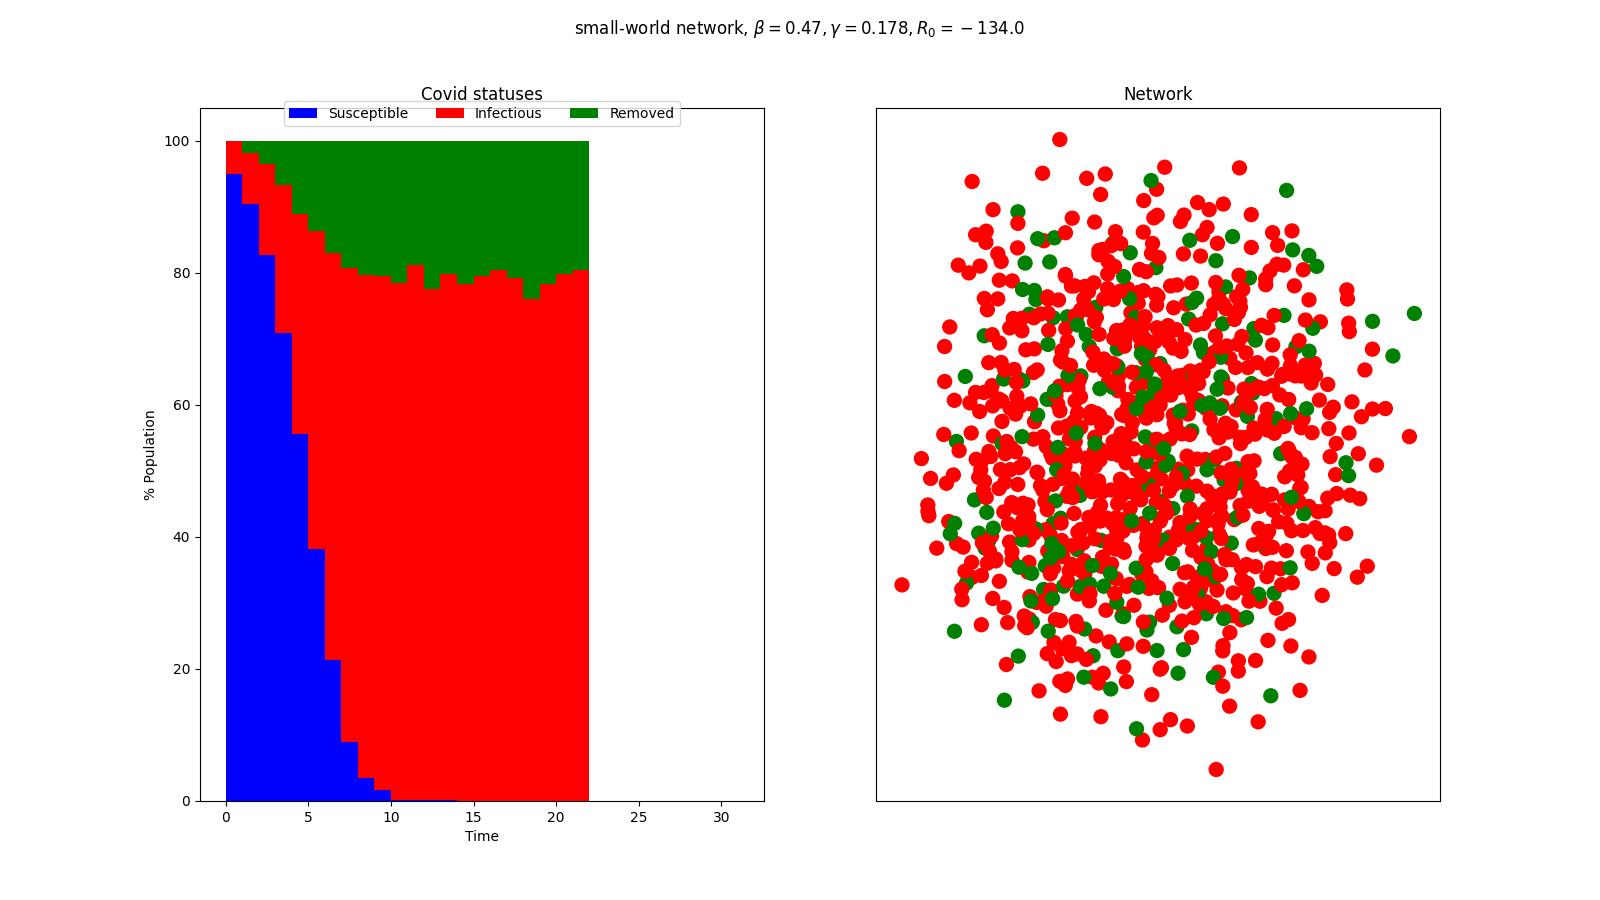 small-world network, β = 0.47, γ = 0.178, R₀ = −134.0
Covid statuses
Susceptible Infectious Removed
100
80
60
40
20
0
% Population
0 5 10 15 20 25 30
Time
Network